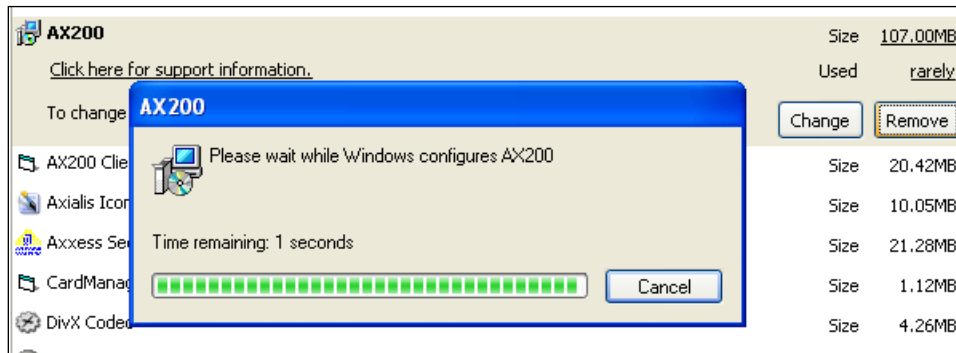 AX200 Size 107.00MB
Click here for support information. Used rarely
To change
AX200
Change Remove
Please wait while Windows configures AX200
AX200 Clie Size 20.42MB
Axialis Icon Size 10.05MB
Axxess Se Size 21.28MB
Time remaining: 1 seconds
CardManag Size 1.12MB
Cancel
DivX Codec Size 4.26MB